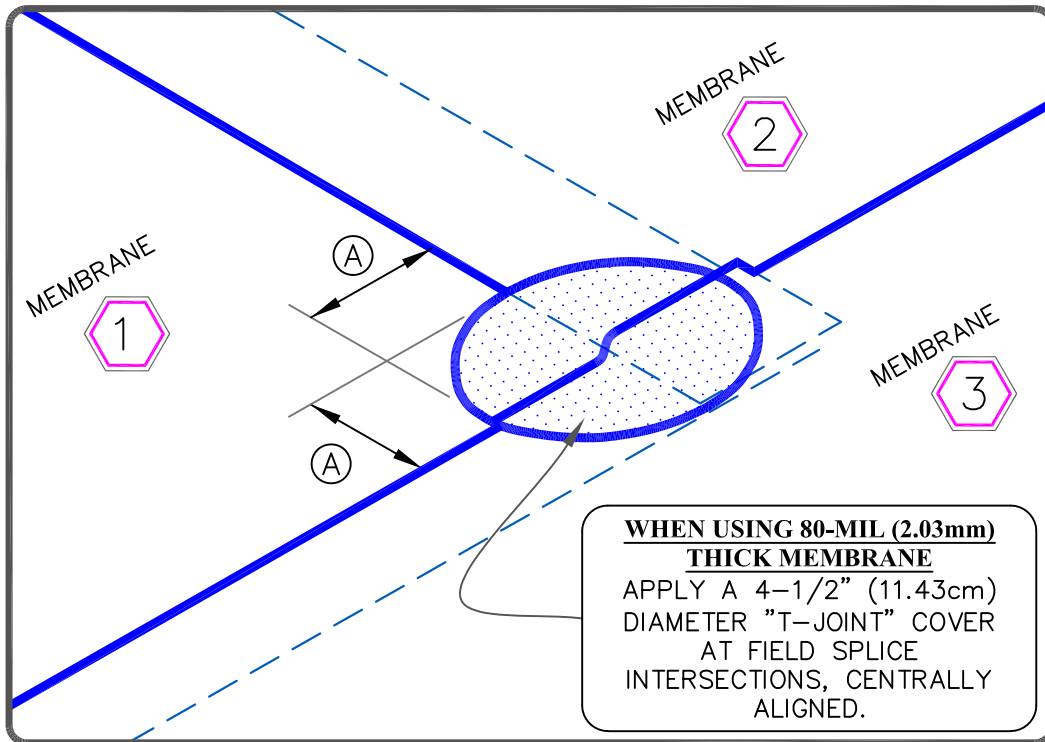 MEMBRANE
2
MEMBRANE
1
A
MEMBRANE
3
A
WHEN USING 80-MIL (2.03mm)
THICK MEMBRANE
APPLY A 4-1/2" (11.43cm)
DIAMETER "T-JOINT" COVER
AT FIELD SPLICE
INTERSECTIONS, CENTRALLY
ALIGNED.